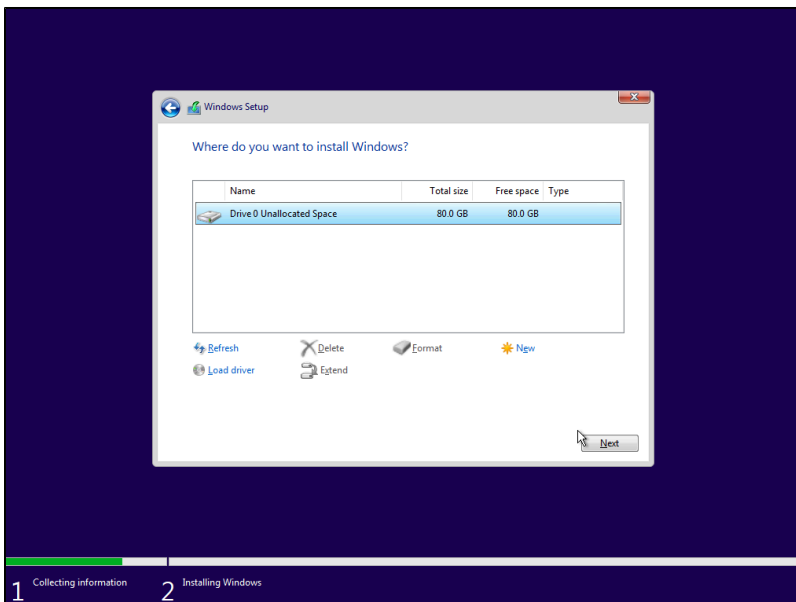 Windows Setup
Where do you want to install Windows?
Name Total size Free space Type
Drive 0 Unallocated Space 80.0 GB 80.0 GB
Refresh Delete Format New
Load driver Extend
Next
1 Collecting information 2 Installing Windows